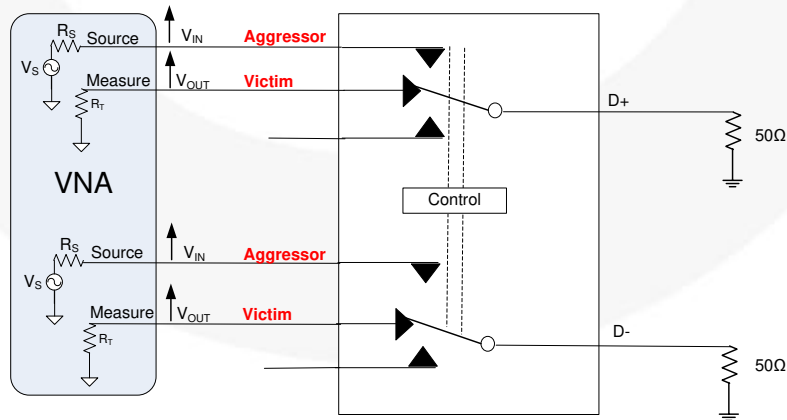 RS Source VIN Aggressor
VS
Measure VOUT Victim
RT
D+
50Ω
VNA
Control
RS Source VIN Aggressor
VS
Measure VOUT Victim
RT
D-
50Ω